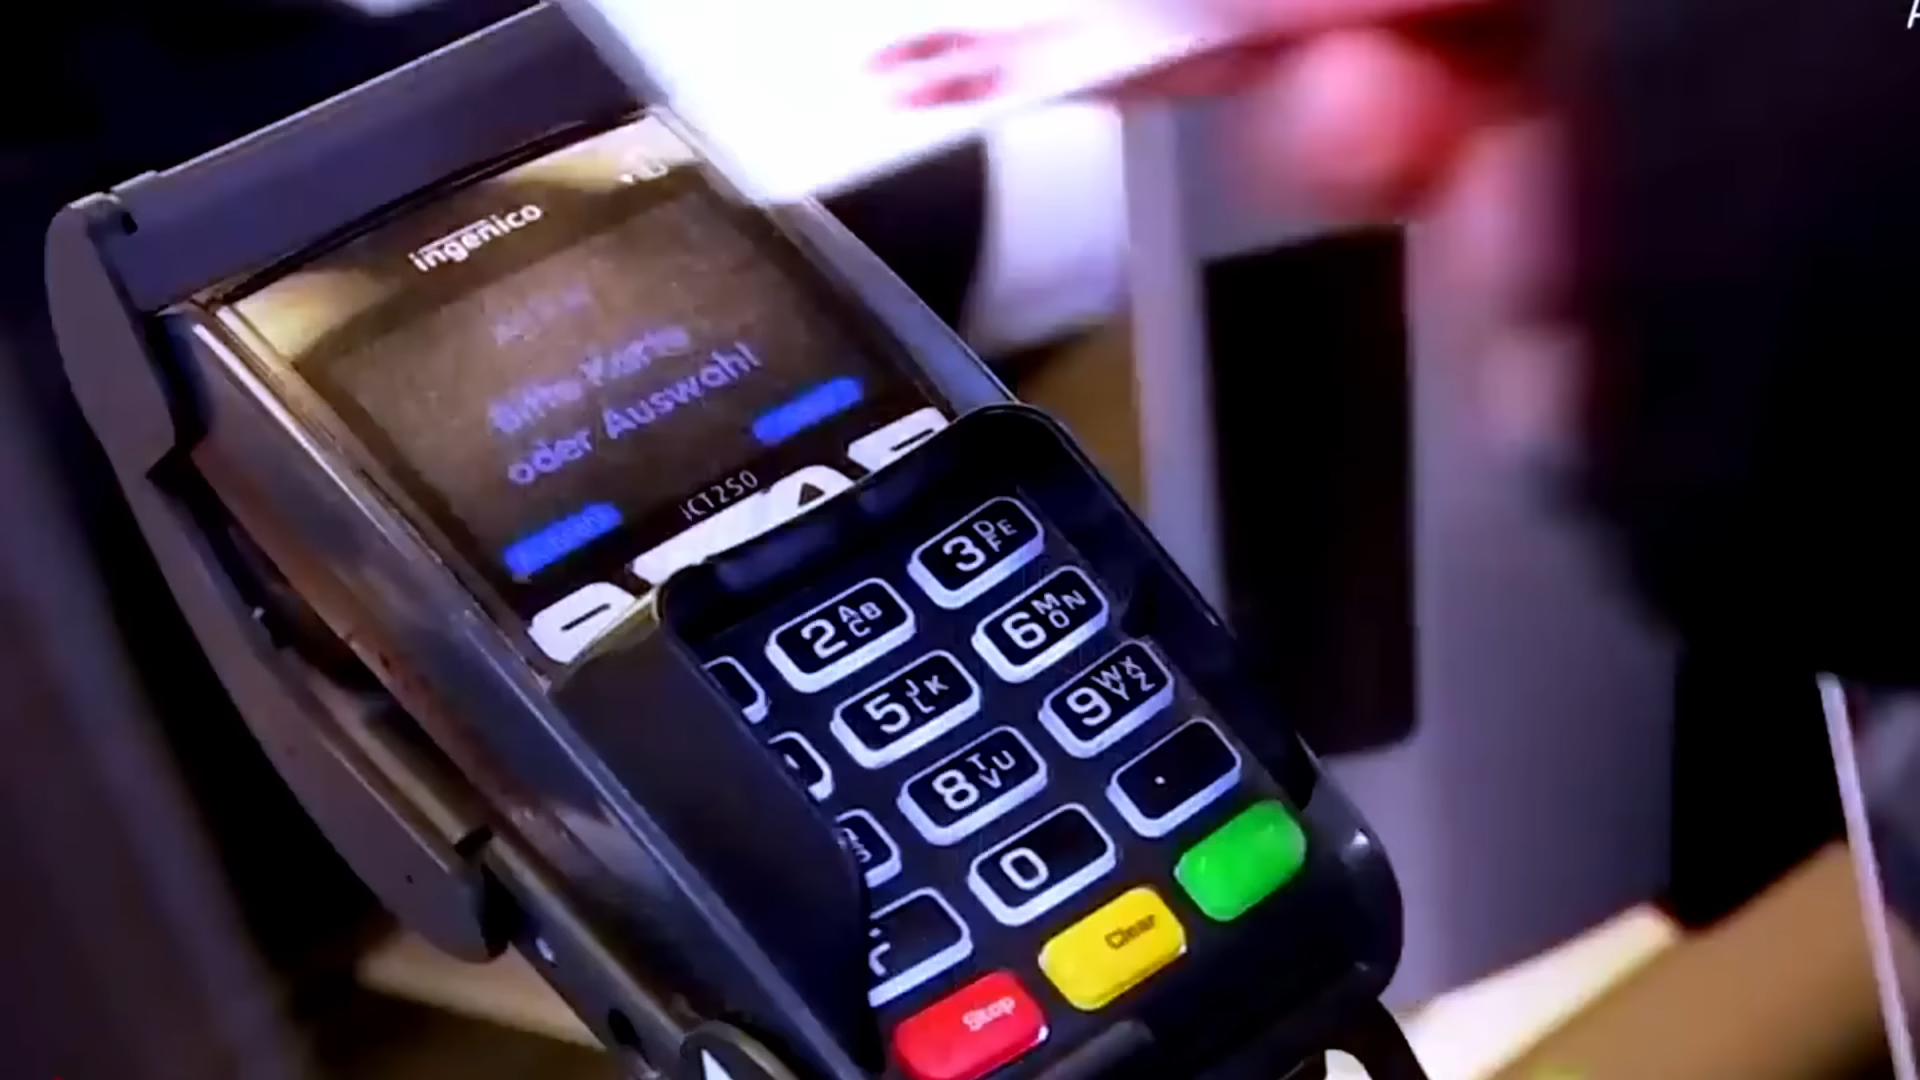 ingenico
Bitte Karte
oder Auswahl
iCT250
3 DEF
2 ABC
6 MNO
5 JKL
9 WXYZ
8 TUV
.
0
Clear
Stop